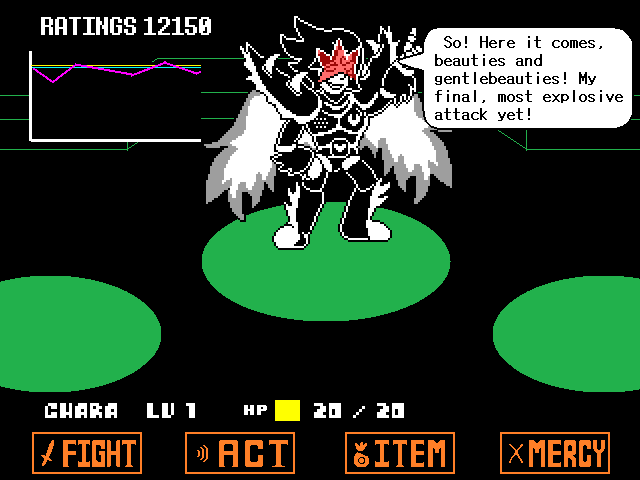 RATINGS 12150
So! Here it comes,
beauties and
gentlebeauties! My
final, most explosive
attack yet!
CHARA LV 1 HP 20 / 20
FIGHT ACT ITEM MERCY